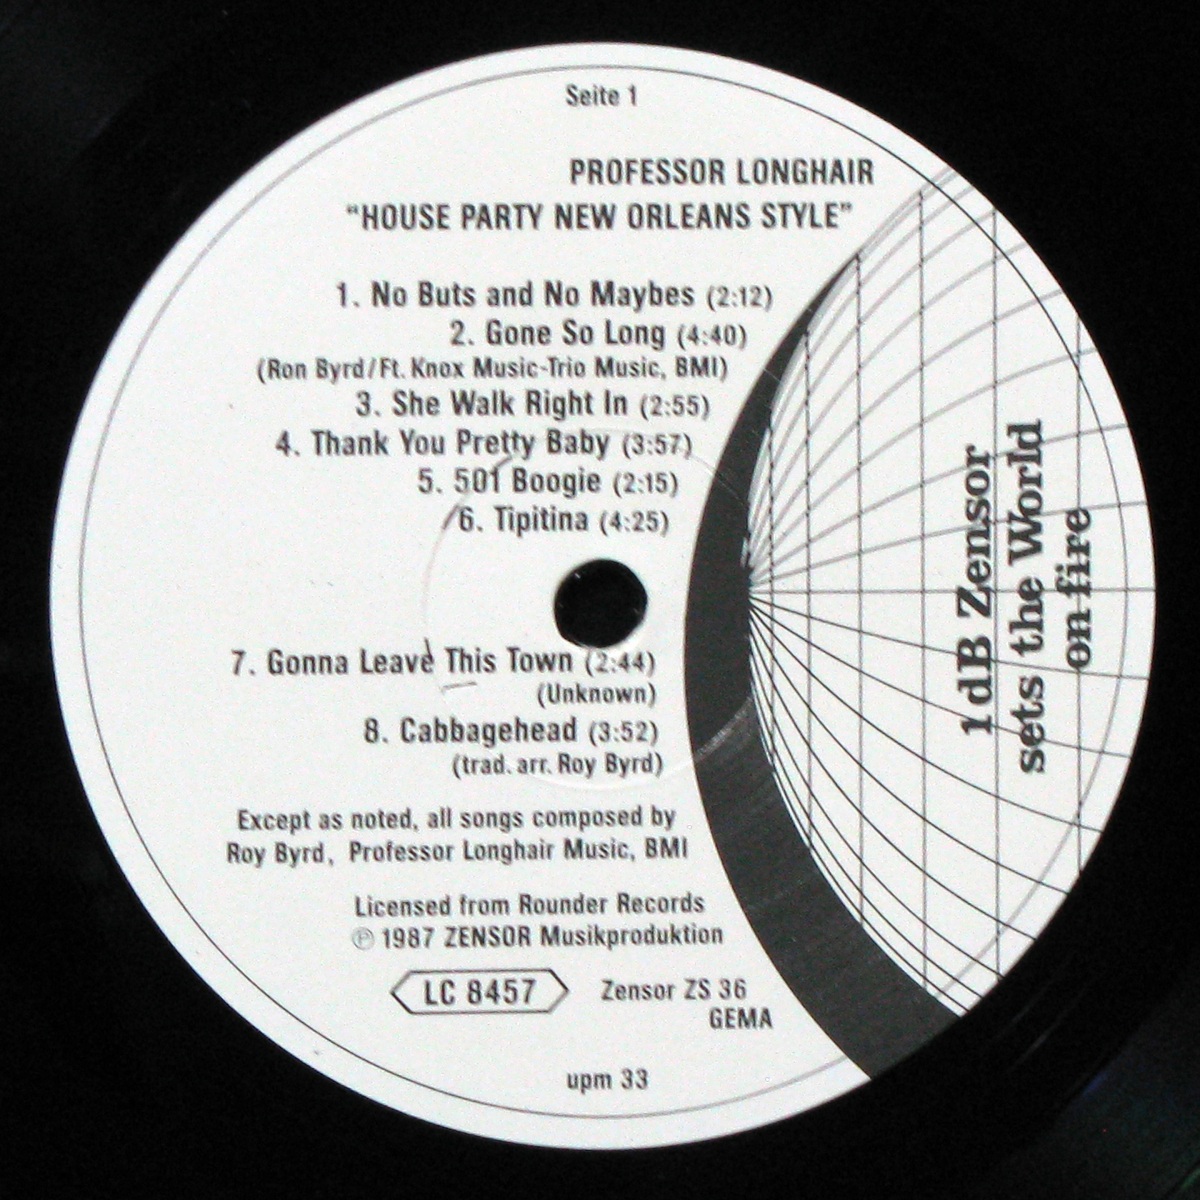 Seite 1
PROFESSOR LONGHAIR
“HOUSE PARTY NEW ORLEANS STYLE”
1. No Buts and No Maybes (2:12)
2. Gone So Long (4:40)
(Ron Byrd/Ft. Knox Music-Trio Music, BMI)
3. She Walk Right In (2:55)
4. Thank You Pretty Baby (3:57)
5. 501 Boogie (2:15)
6. Tipitina (4:25)
7. Gonna Leave This Town (2:44)
(Unknown)
8. Cabbagehead (3:52)
(trad. arr. Roy Byrd)
Except as noted, all songs composed by
Roy Byrd, Professor Longhair Music, BMI
Licensed from Rounder Records
℗ 1987 ZENSOR Musikproduktion
LC 8457
Zensor ZS 36
GEMA
upm 33
1 dB Zensor
sets the World
on fire